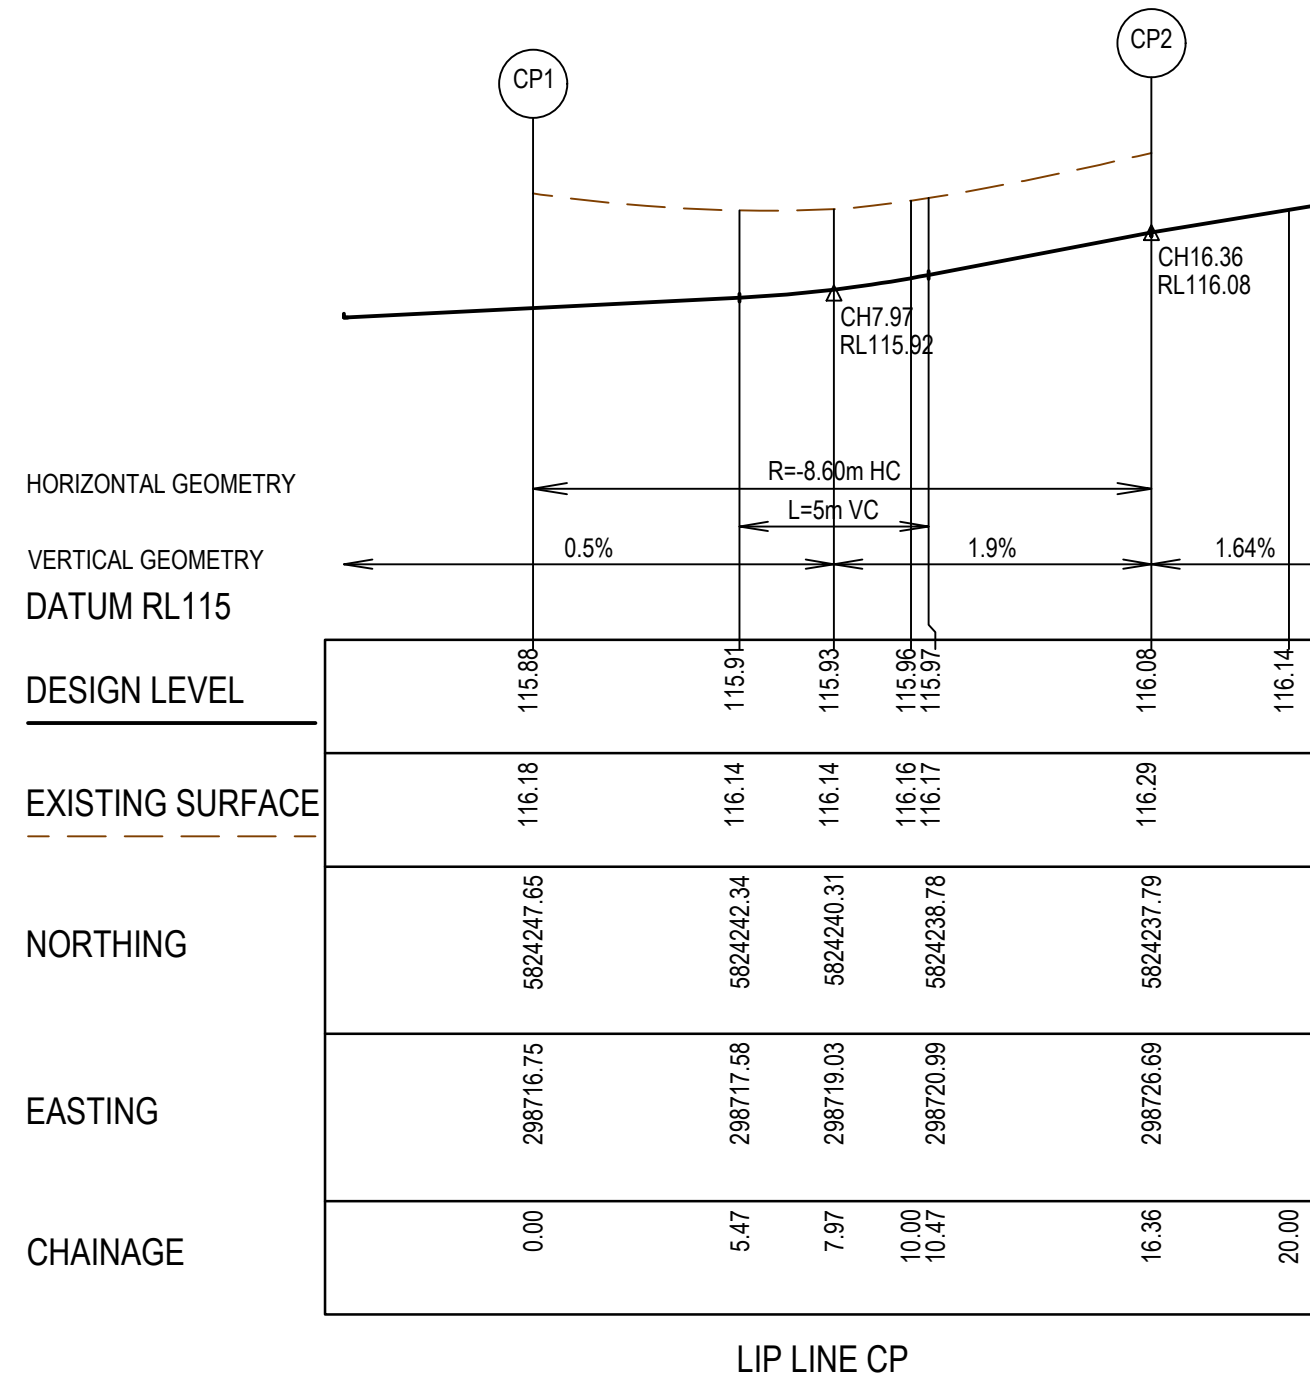 CP1
CP2
CH16.36
RL116.08
CH7.97
RL115.92
HORIZONTAL GEOMETRY
R=-8.60m HC
L=5m VC
VERTICAL GEOMETRY
0.5%
1.9%
1.64%
DATUM RL115
DESIGN LEVEL
115.88
115.91
115.93
115.96
115.97
116.08
116.14
EXISTING SURFACE
116.18
116.14
116.14
116.16
116.17
116.29
NORTHING
5824247.65
5824242.34
5824240.31
5824238.78
5824237.79
EASTING
298716.75
298717.58
298719.03
298720.99
298726.69
CHAINAGE
0.00
5.47
7.97
10.00
10.47
16.36
20.00
LIP LINE CP